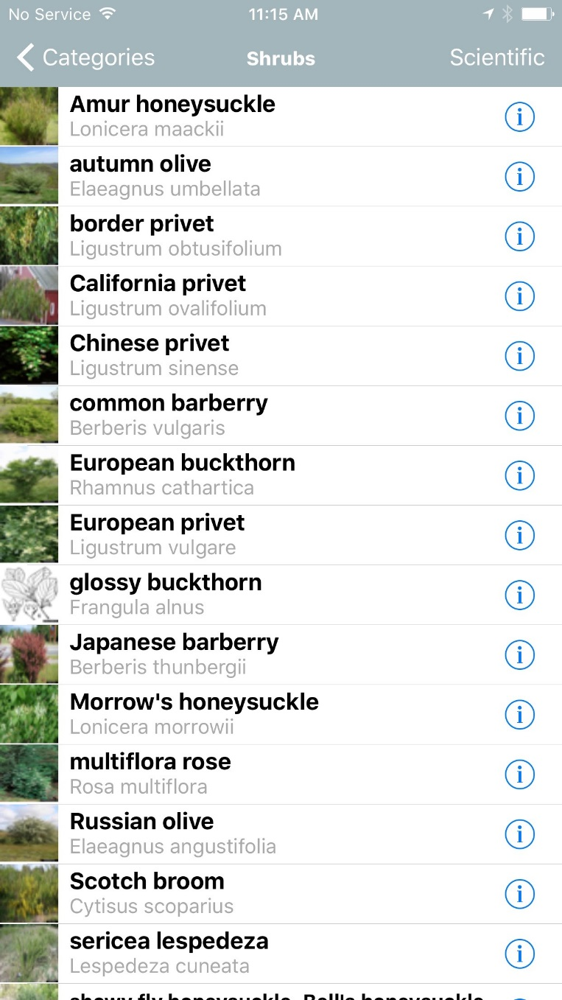 No Service 11:15 AM
Categories Shrubs Scientific
Amur honeysuckle
Lonicera maackii
autumn olive
Elaeagnus umbellata
border privet
Ligustrum obtusifolium
California privet
Ligustrum ovalifolium
Chinese privet
Ligustrum sinense
common barberry
Berberis vulgaris
European buckthorn
Rhamnus cathartica
European privet
Ligustrum vulgare
glossy buckthorn
Frangula alnus
Japanese barberry
Berberis thunbergii
Morrow's honeysuckle
Lonicera morrowii
multiflora rose
Rosa multiflora
Russian olive
Elaeagnus angustifolia
Scotch broom
Cytisus scoparius
sericea lespedeza
Lespedeza cuneata
showy fly honeysuckle, Bell's honeysuckle